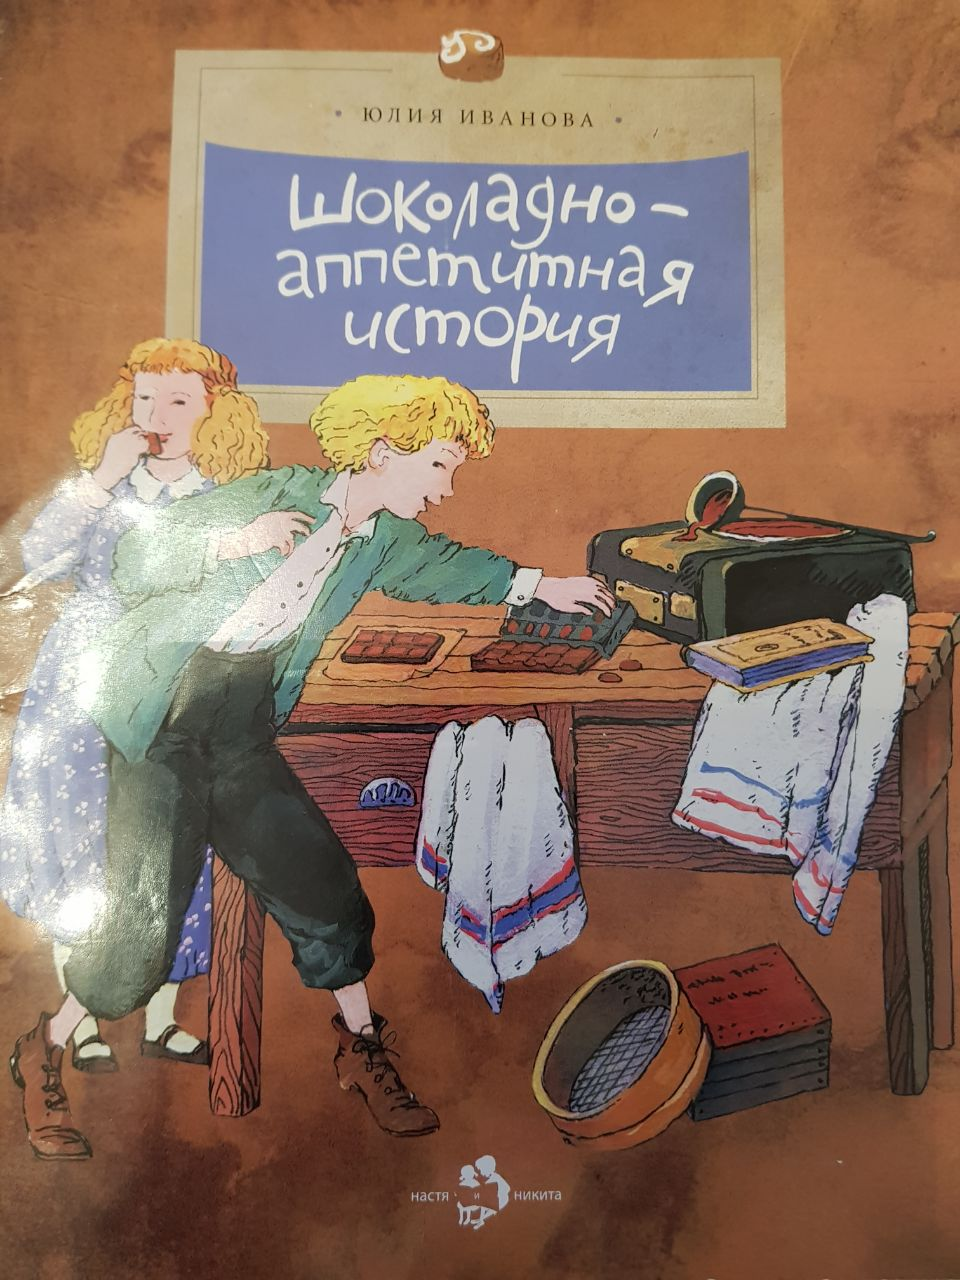 ЮЛИЯ ИВАНОВА
Шоколадно-
аппетитная
история
настя и никита